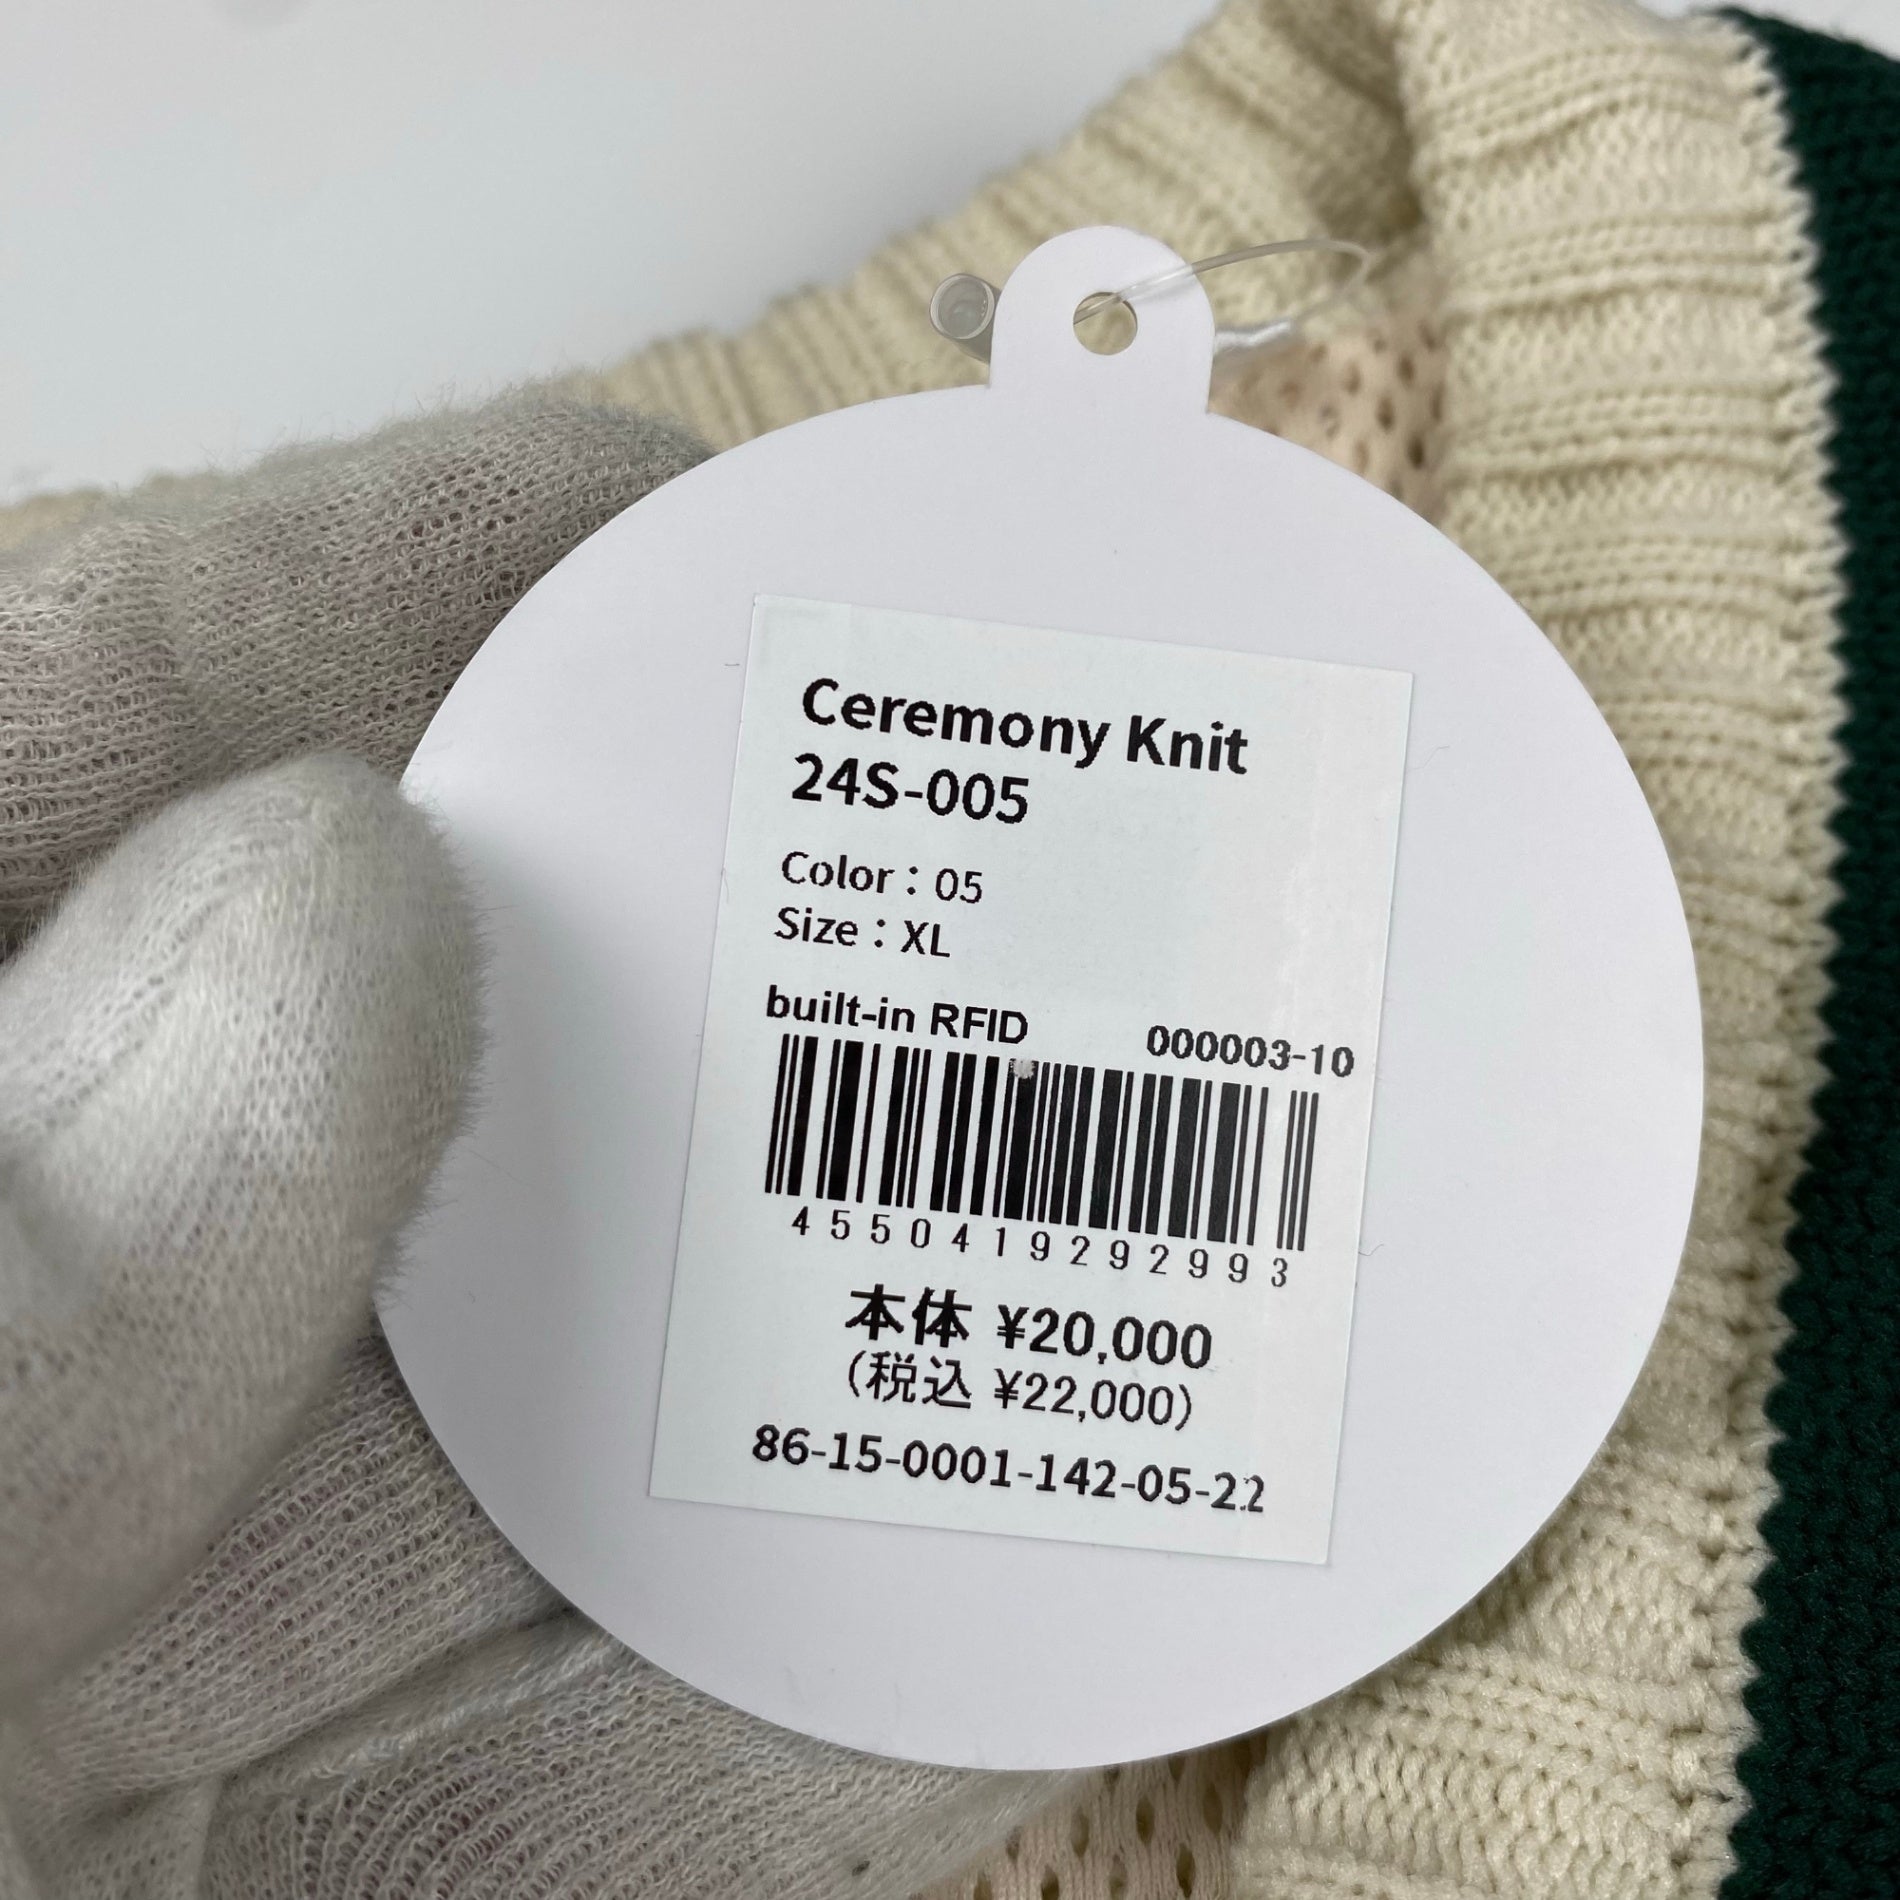 Ceremony Knit
24S-005
Color：05
Size：XL
built-in RFID 000003-10
4550419292993
本体 ¥20,000
(税込 ¥22,000)
86-15-0001-142-05-22